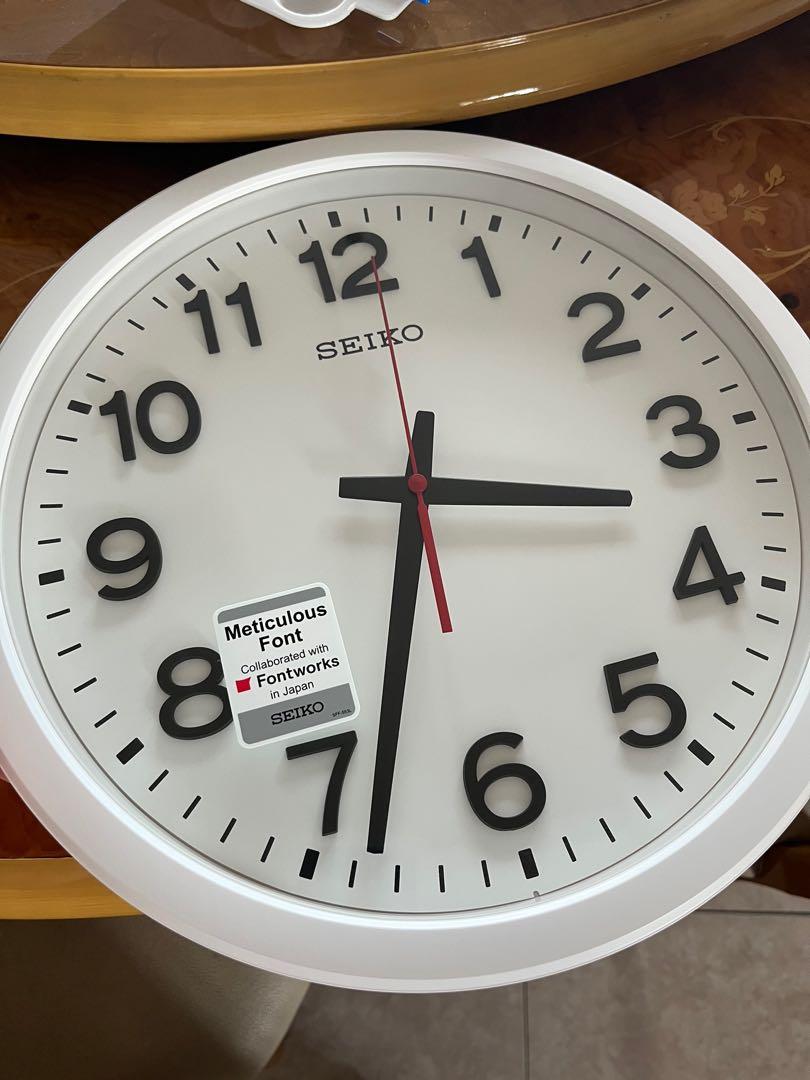 12
1
2
3
4
5
6
7
8
9
10
11
SEIKO
Meticulous
Font
Collaborated with
Fontworks
in Japan
SEIKO